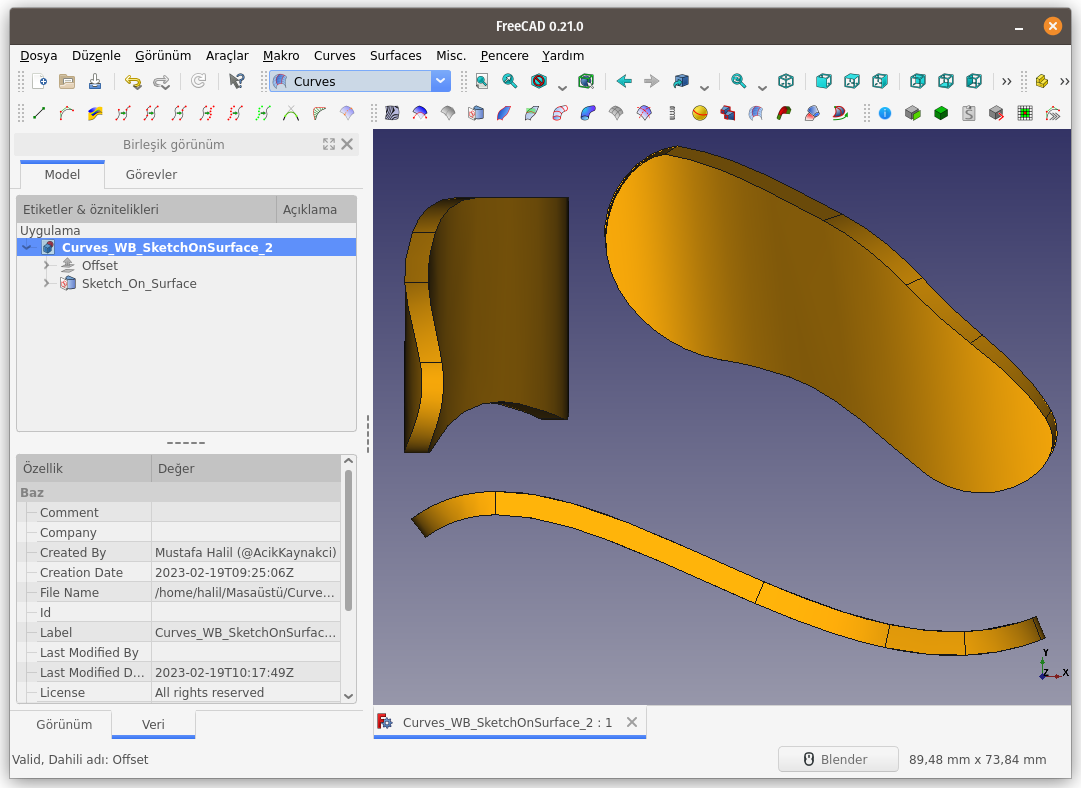 FreeCAD 0.21.0
Dosya Düzenle Görünüm Araçlar Makro Curves Surfaces Misc. Pencere Yardım
Curves
Birleşik görünüm
Model Görevler
Etiketler & öznitelikleri Açıklama
Uygulama
Curves_WB_SketchOnSurface_2
Offset
Sketch_On_Surface
Özellik Değer
Baz
Comment
Company
Created By Mustafa Halil (@AcikKaynakci)
Creation Date 2023-02-19T09:25:06Z
File Name /home/halil/Masaüstü/Curve...
Id
Label Curves_WB_SketchOnSurfac...
Last Modified By
Last Modified D... 2023-02-19T10:17:49Z
License All rights reserved
Görünüm Veri
Y
Z X
Curves_WB_SketchOnSurface_2 : 1
Valid, Dahili adı: Offset
Blender 89,48 mm x 73,84 mm